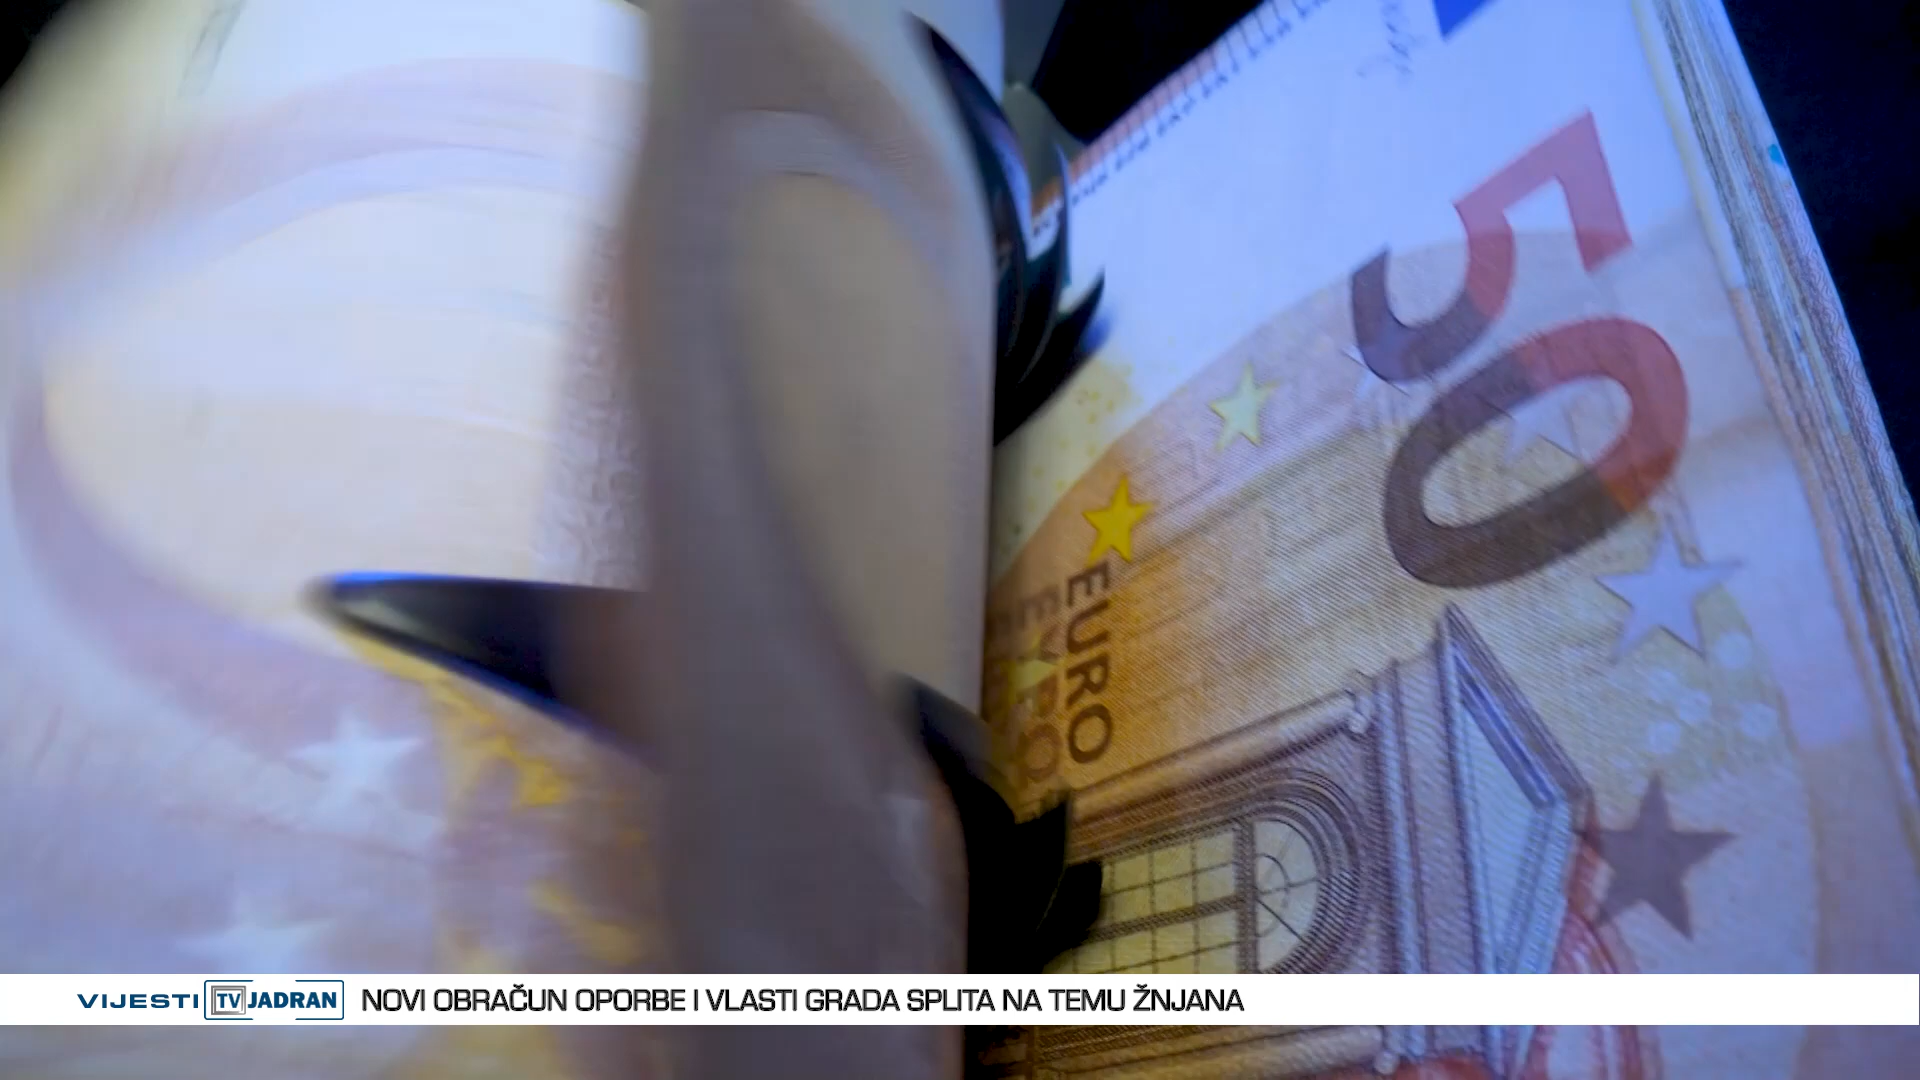 50
EURO
ΕΥΡΩ
VIJESTI TV JADRAN NOVI OBRAČUN OPORBE I VLASTI GRADA SPLITA NA TEMU ŽNJANA